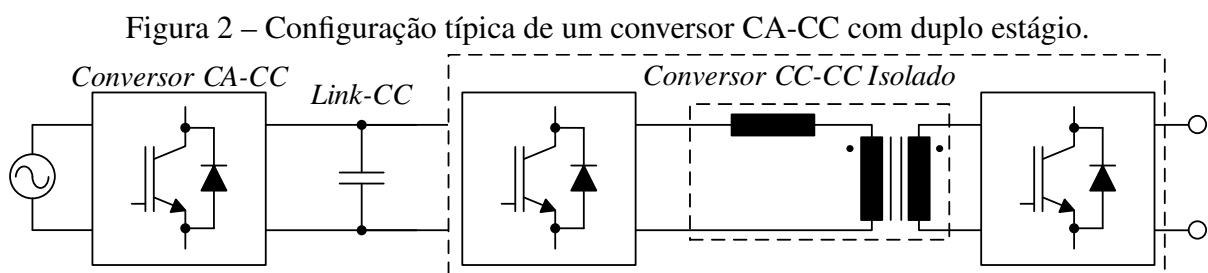 Figura 2 – Configuração típica de um conversor CA-CC com duplo estágio.
Conversor CA-CC
Link-CC
Conversor CC-CC Isolado